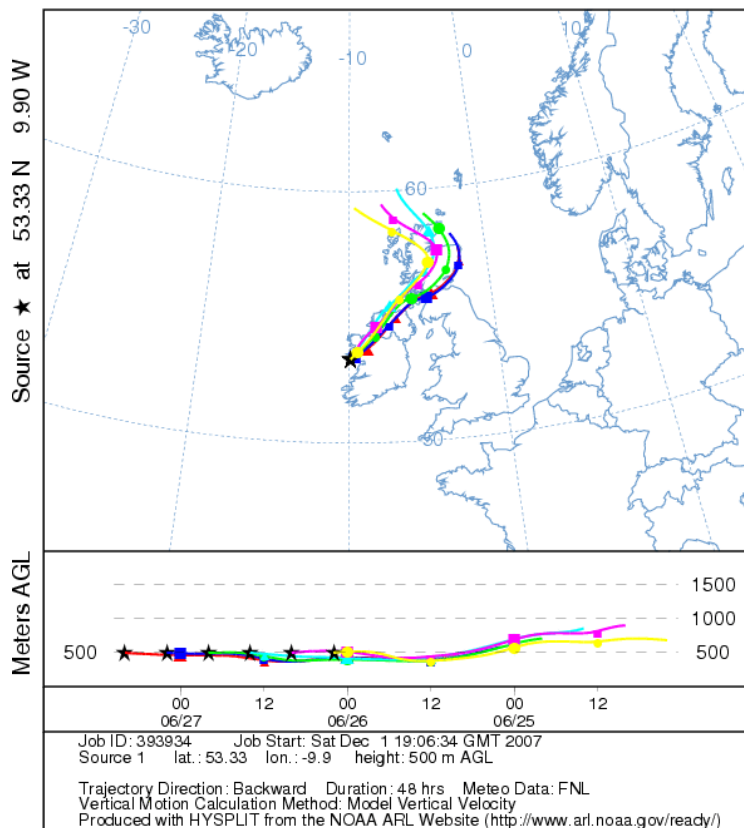 -30
-20
-10
0
10
60
50
Source ★ at 53.33 N 9.90 W
Meters AGL
1500
1000
500
500
00 12 00 12 00 12
06/27 06/26 06/25
Job ID: 393934 Job Start: Sat Dec 1 19:06:34 GMT 2007
Source 1 lat.: 53.33 lon.: -9.9 height: 500 m AGL
Trajectory Direction: Backward Duration: 48 hrs Meteo Data: FNL
Vertical Motion Calculation Method: Model Vertical Velocity
Produced with HYSPLIT from the NOAA ARL Website (http://www.arl.noaa.gov/ready/)